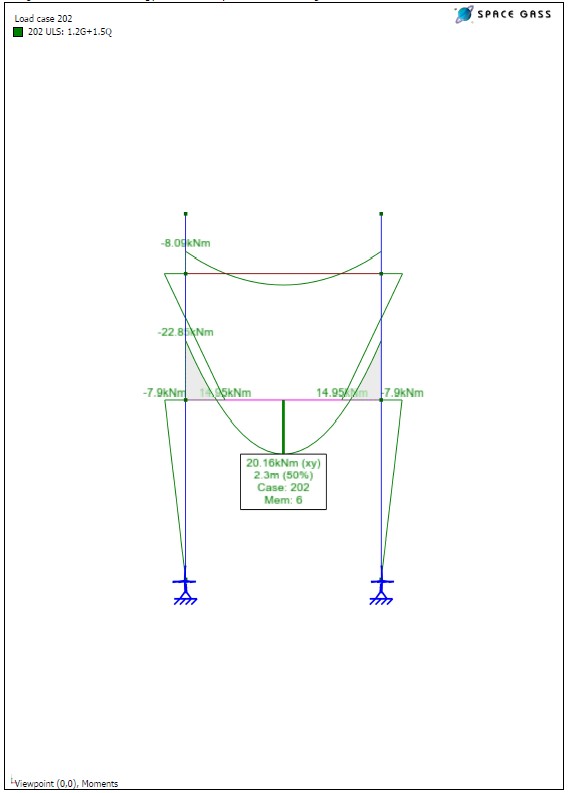 Load case 202
SPACE GASS
202 ULS: 1.2G+1.5Q
-8.09kNm
-22.85kNm
-7.9kNm 14.95kNm 14.95kNm -7.9kNm
20.16kNm (xy)
2.3m (50%)
Case: 202
Mem: 6
Viewpoint (0,0), Moments